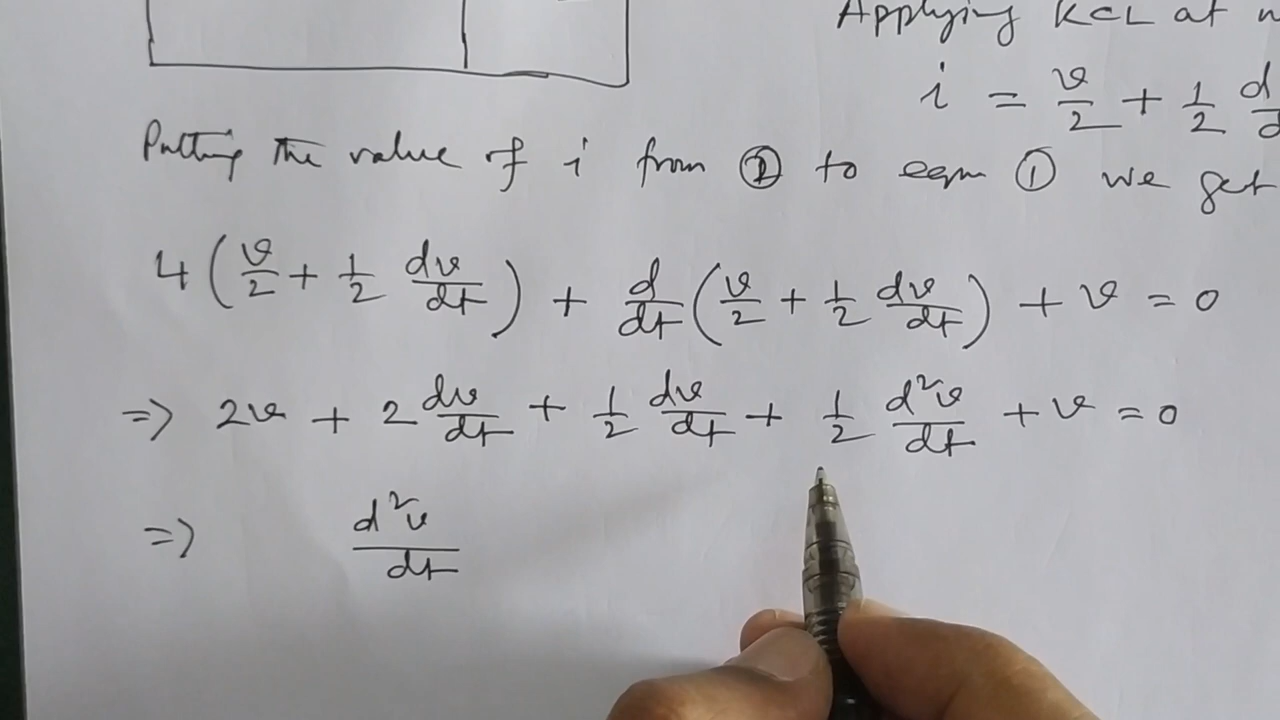 Applying KCL at
i = v/2 + 1/2 d/d
Putting the value of i from ② to eqn ① we get
4 ( v/2 + 1/2 dv/dt ) + d/dt ( v/2 + 1/2 dv/dt ) + v = 0
=> 2v + 2 dv/dt + 1/2 dv/dt + 1/2 d²v/dt + v = 0
=> d²v/dt